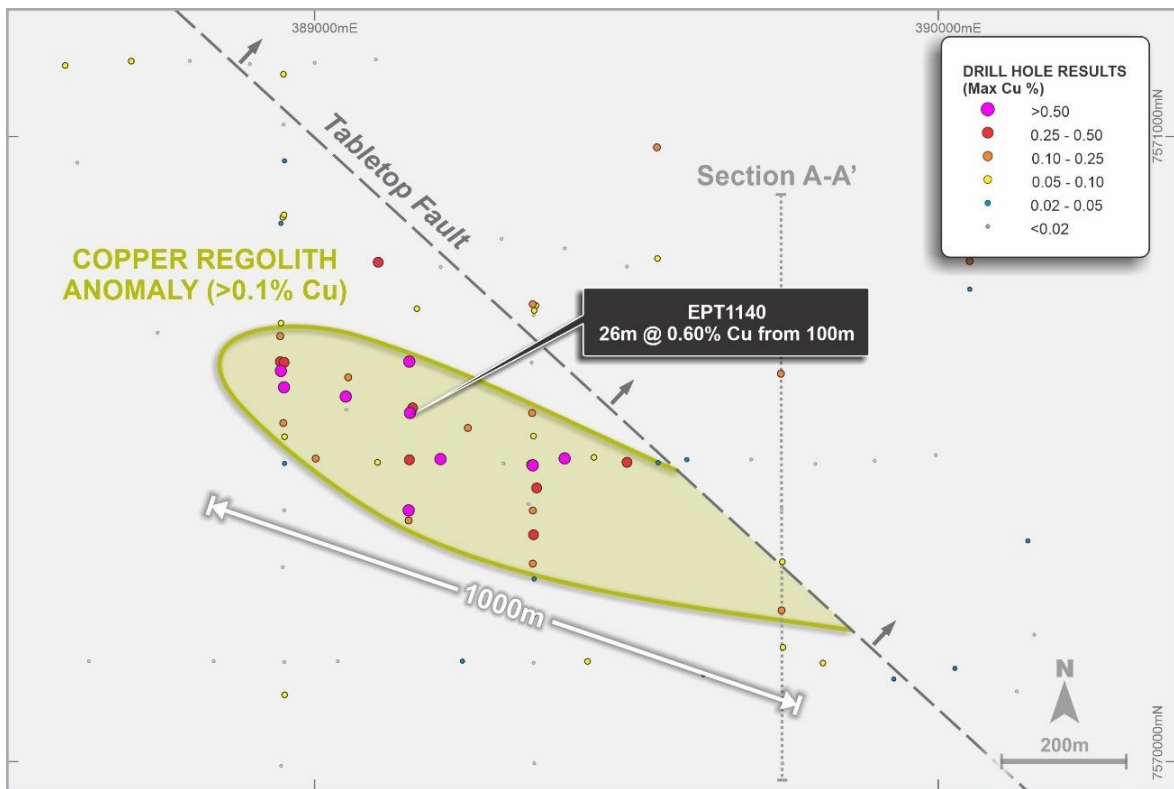 389000mE
390000mE
DRILL HOLE RESULTS
(Max Cu %)
>0.50
0.25 - 0.50
0.10 - 0.25
0.05 - 0.10
0.02 - 0.05
<0.02
7571000mN
Tabletop Fault
Section A-A’
COPPER REGOLITH
ANOMALY (>0.1% Cu)
EPT1140
26m @ 0.60% Cu from 100m
1000m
N
200m
7570000mN